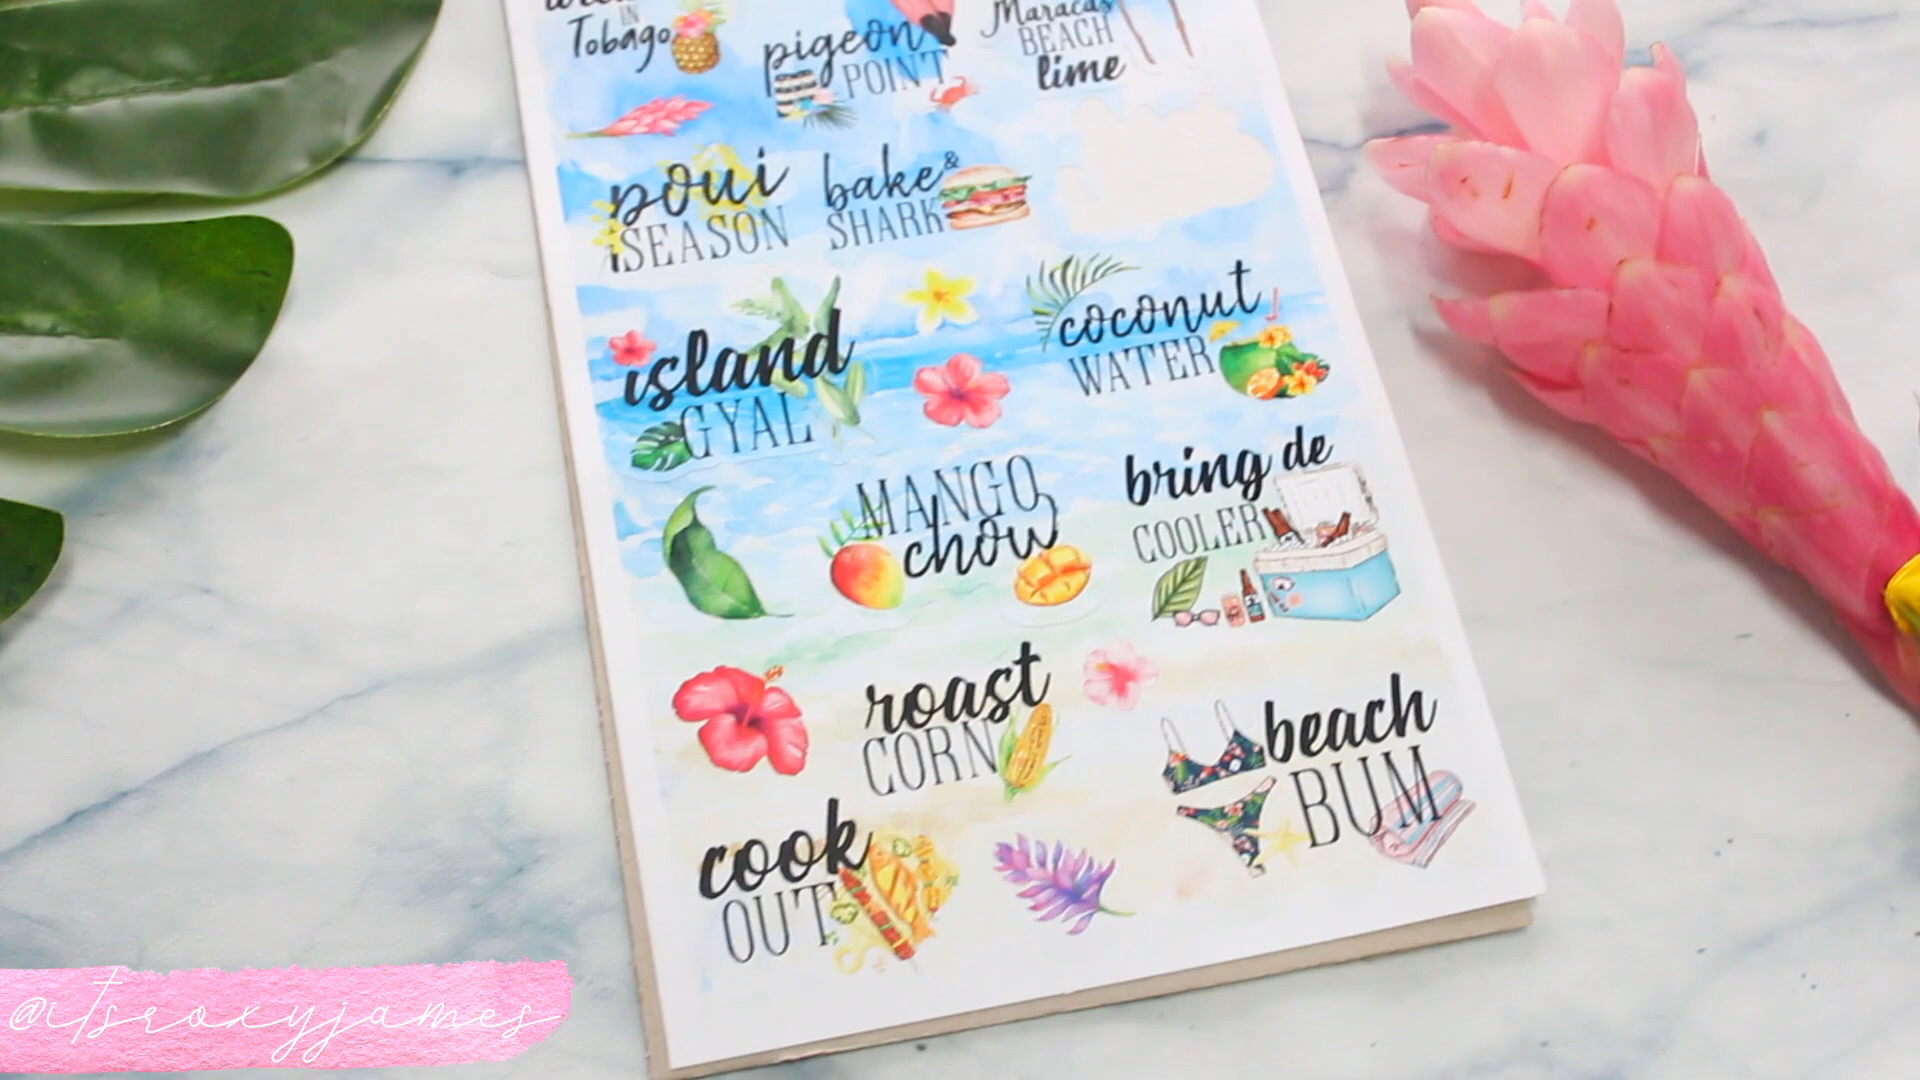 IN
Tobago
pigeon
POINT
Maracas
BEACH
lime
poui
SEASON
bake &
SHARK
island
GYAL
coconut
WATER
MANGO
chow
bring de
COOLER
roast
CORN
beach
BUM
cook
OUT
@itsroxyjames